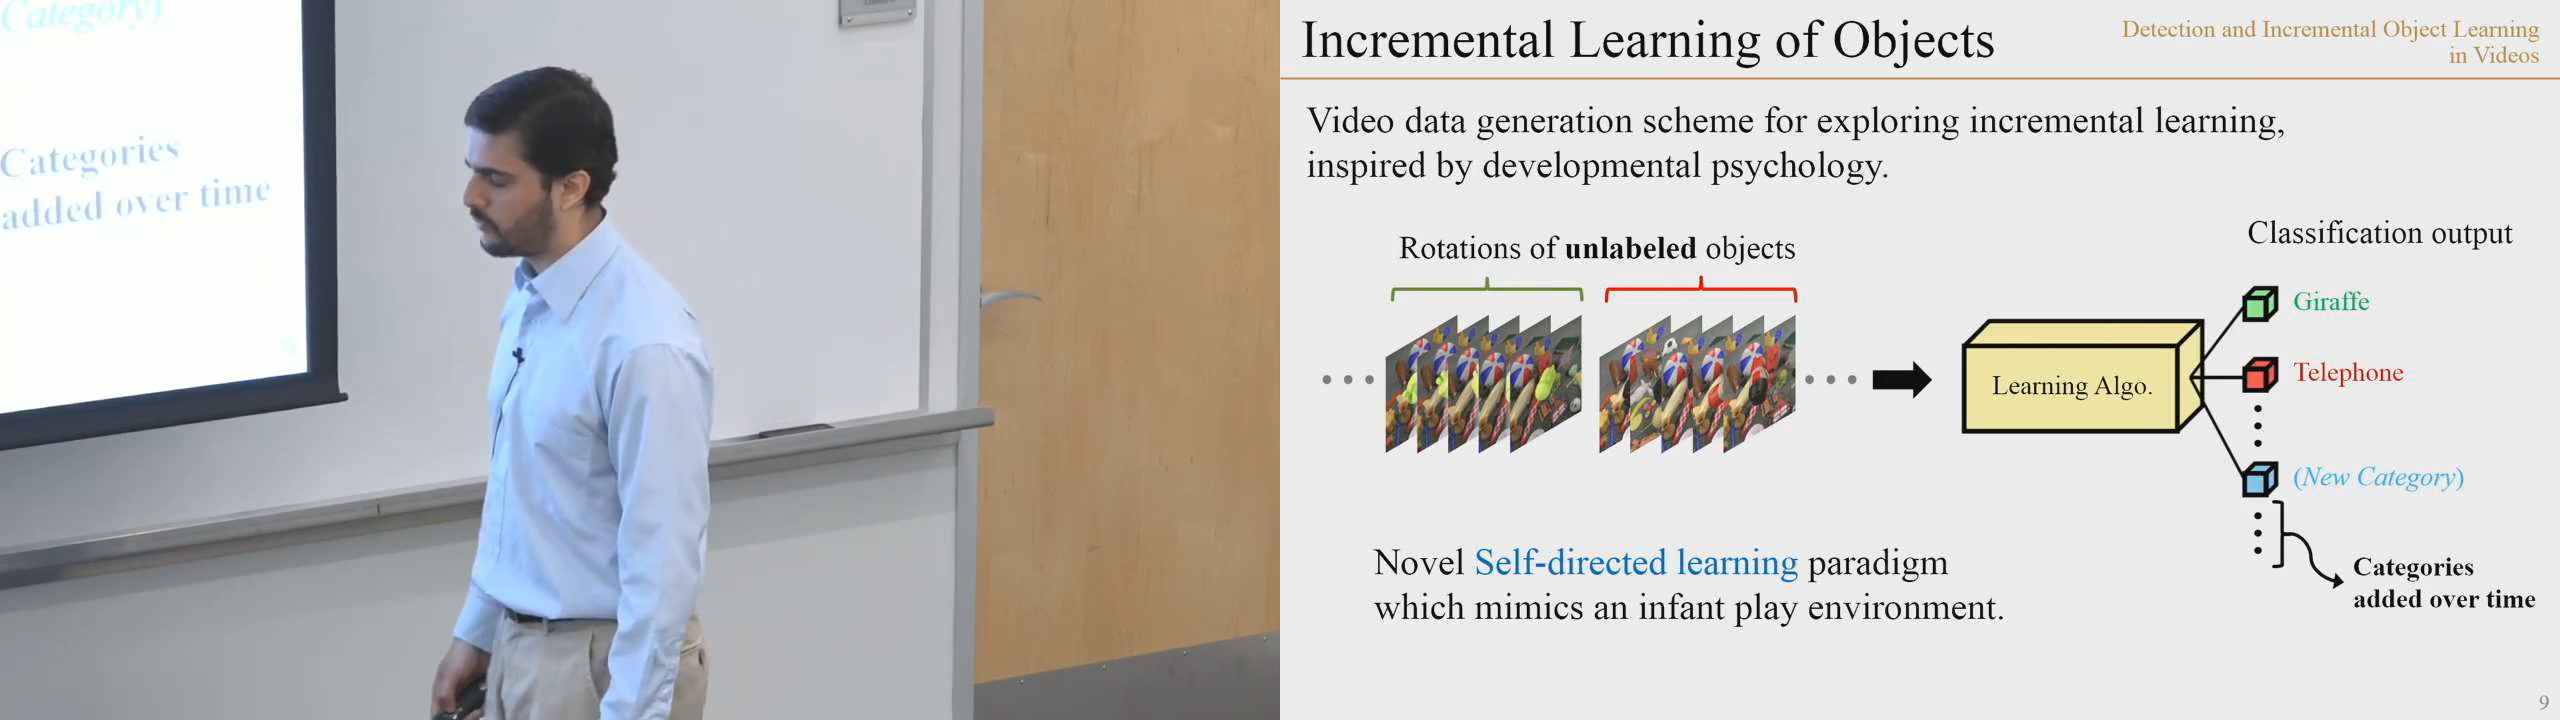 Category)
Categories
added over time
Incremental Learning of Objects
Detection and Incremental Object Learning
in Videos
Video data generation scheme for exploring incremental learning,
inspired by developmental psychology.
Rotations of unlabeled objects
Classification output
Giraffe
Learning Algo.
Telephone
(New Category)
Novel Self-directed learning paradigm
which mimics an infant play environment.
Categories
added over time
9